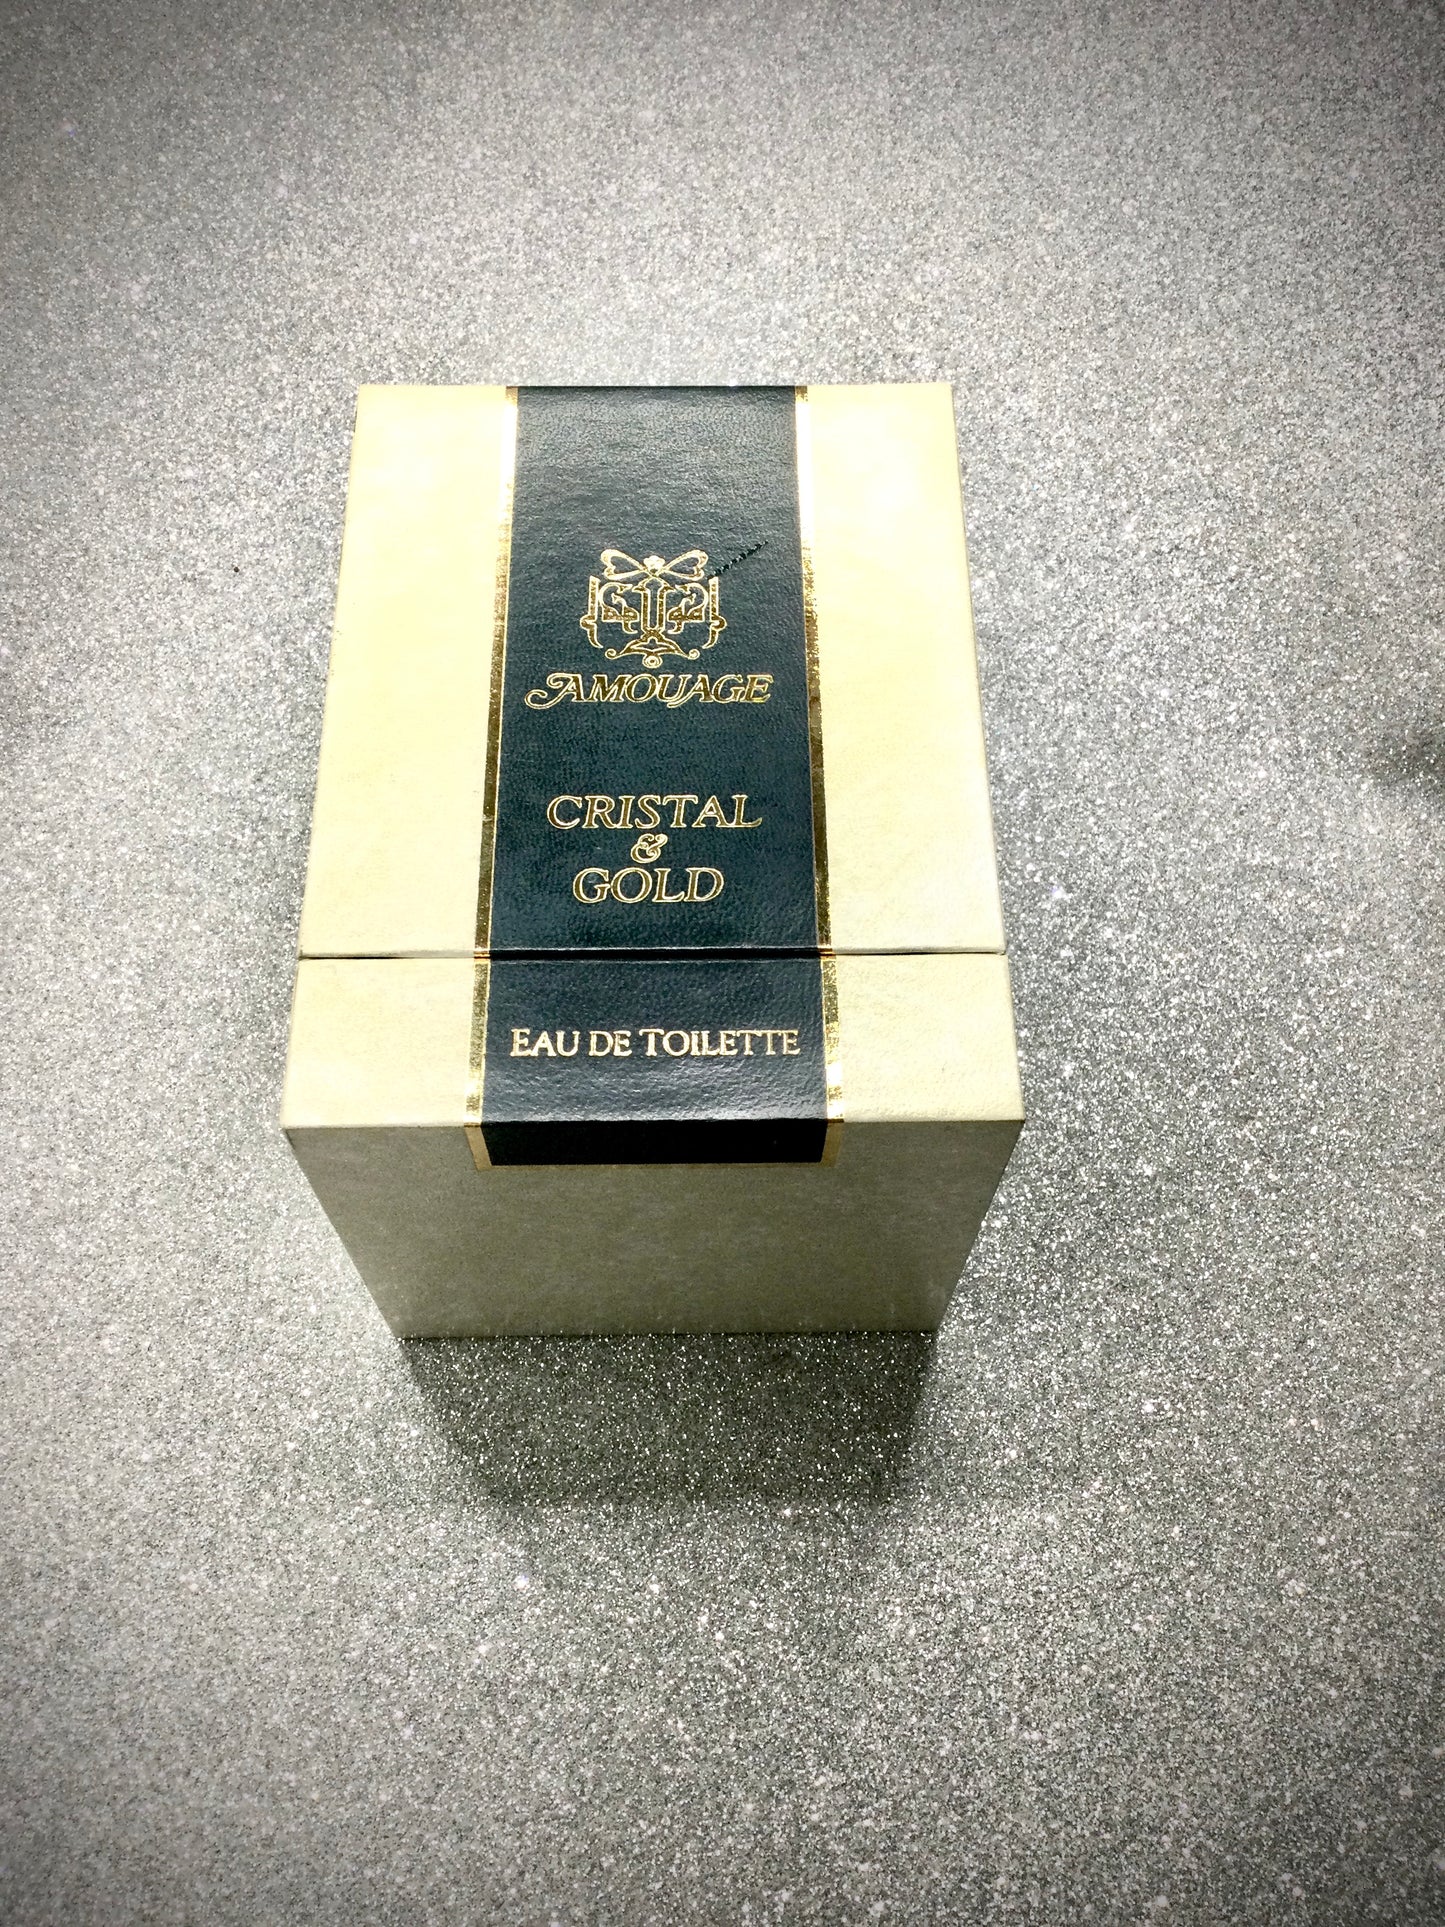 AMOUAGE
CRISTAL
&
GOLD
EAU DE TOILETTE